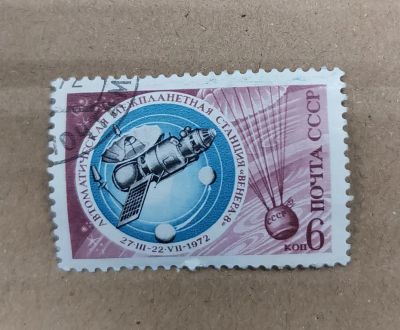 АВТОМАТИЧЕСКАЯ МЕЖПЛАНЕТНАЯ СТАНЦИЯ «ВЕНЕРА-8»
27·III–22·VII·1972
СССР
ПОЧТА СССР
КОП 6